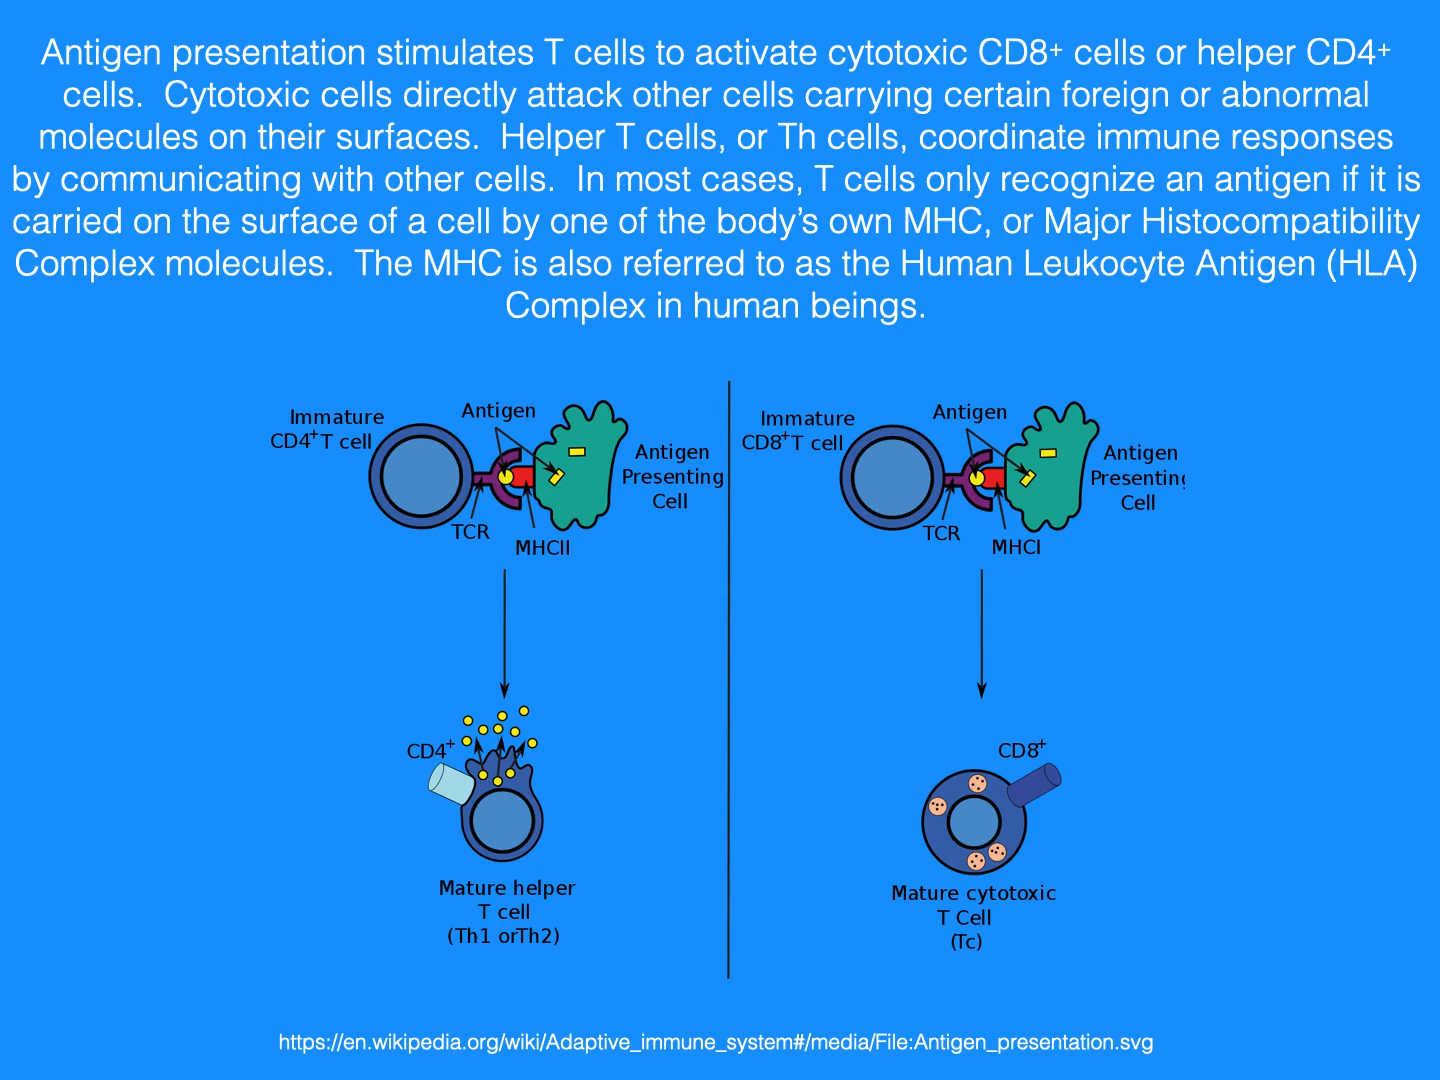 Antigen presentation stimulates T cells to activate cytotoxic CD8+ cells or helper CD4+
cells.  Cytotoxic cells directly attack other cells carrying certain foreign or abnormal
molecules on their surfaces.  Helper T cells, or Th cells, coordinate immune responses
by communicating with other cells.  In most cases, T cells only recognize an antigen if it is
carried on the surface of a cell by one of the body’s own MHC, or Major Histocompatibility
Complex molecules.  The MHC is also referred to as the Human Leukocyte Antigen (HLA)
Complex in human beings.
Immature
CD4+T cell
Antigen
Antigen
Presenting
Cell
TCR
MHCII
CD4+
Mature helper
T cell
(Th1 orTh2)
Immature
CD8+T cell
Antigen
Antigen
Presenting
Cell
TCR
MHCI
CD8+
Mature cytotoxic
T Cell
(Tc)
https://en.wikipedia.org/wiki/Adaptive_immune_system#/media/File:Antigen_presentation.svg